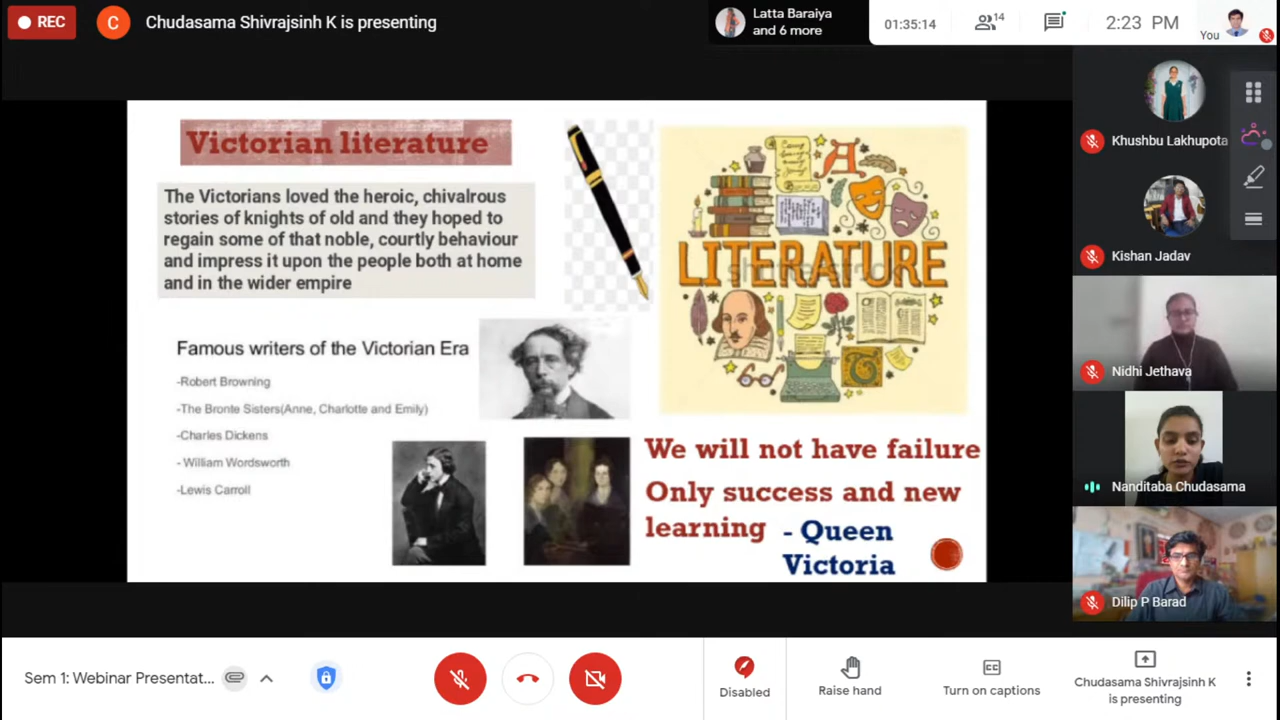 REC
C
Chudasama Shivrajsinh K is presenting
Latta Baraiya
and 6 more
01:35:14
14
2:23 PM
You
Victorian literature
The Victorians loved the heroic, chivalrous
stories of knights of old and they hoped to
regain some of that noble, courtly behaviour
and impress it upon the people both at home
and in the wider empire
Famous writers of the Victorian Era
-Robert Browning
-The Bronte Sisters(Anne, Charlotte and Emily)
-Charles Dickens
- William Wordsworth
-Lewis Carroll
A
LITERATURE
We will not have failure
Only success and new
learning - Queen
Victoria
Khushbu Lakhupota
Kishan Jadav
Nidhi Jethava
Nanditaba Chudasama
Dilip P Barad
Sem 1: Webinar Presentat...
Disabled
Raise hand
CC
Turn on captions
Chudasama Shivrajsinh K
is presenting